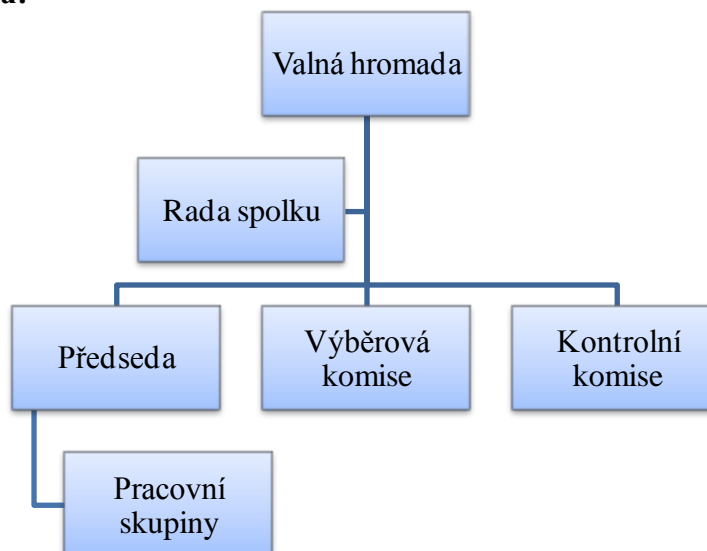 Valná hromada
Rada spolku
Předseda
Výběrová
komise
Kontrolní
komise
Pracovní
skupiny